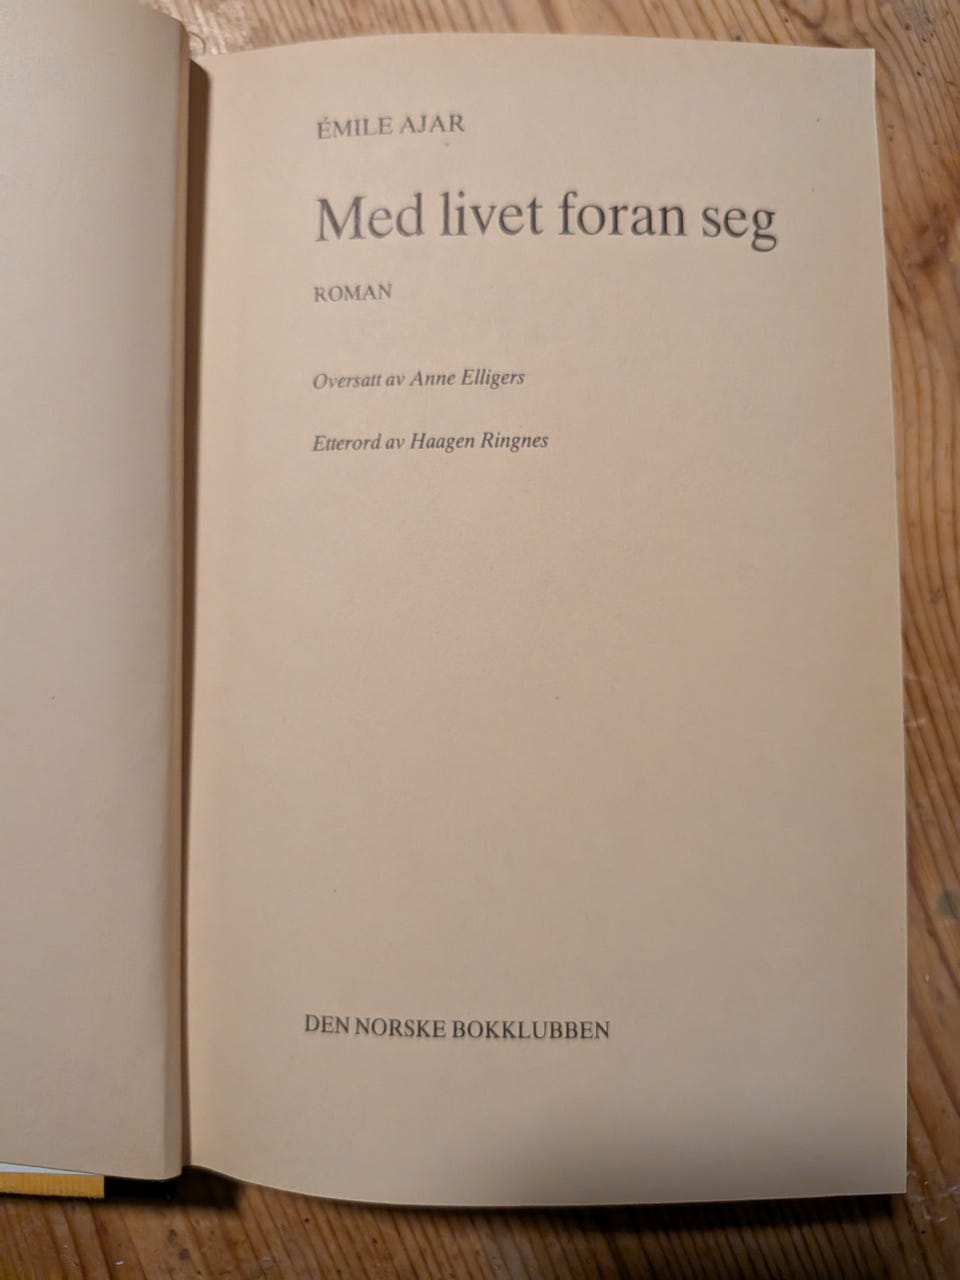 ÉMILE AJAR
Med livet foran seg
ROMAN
Oversatt av Anne Elligers
Etterord av Haagen Ringnes
DEN NORSKE BOKKLUBBEN